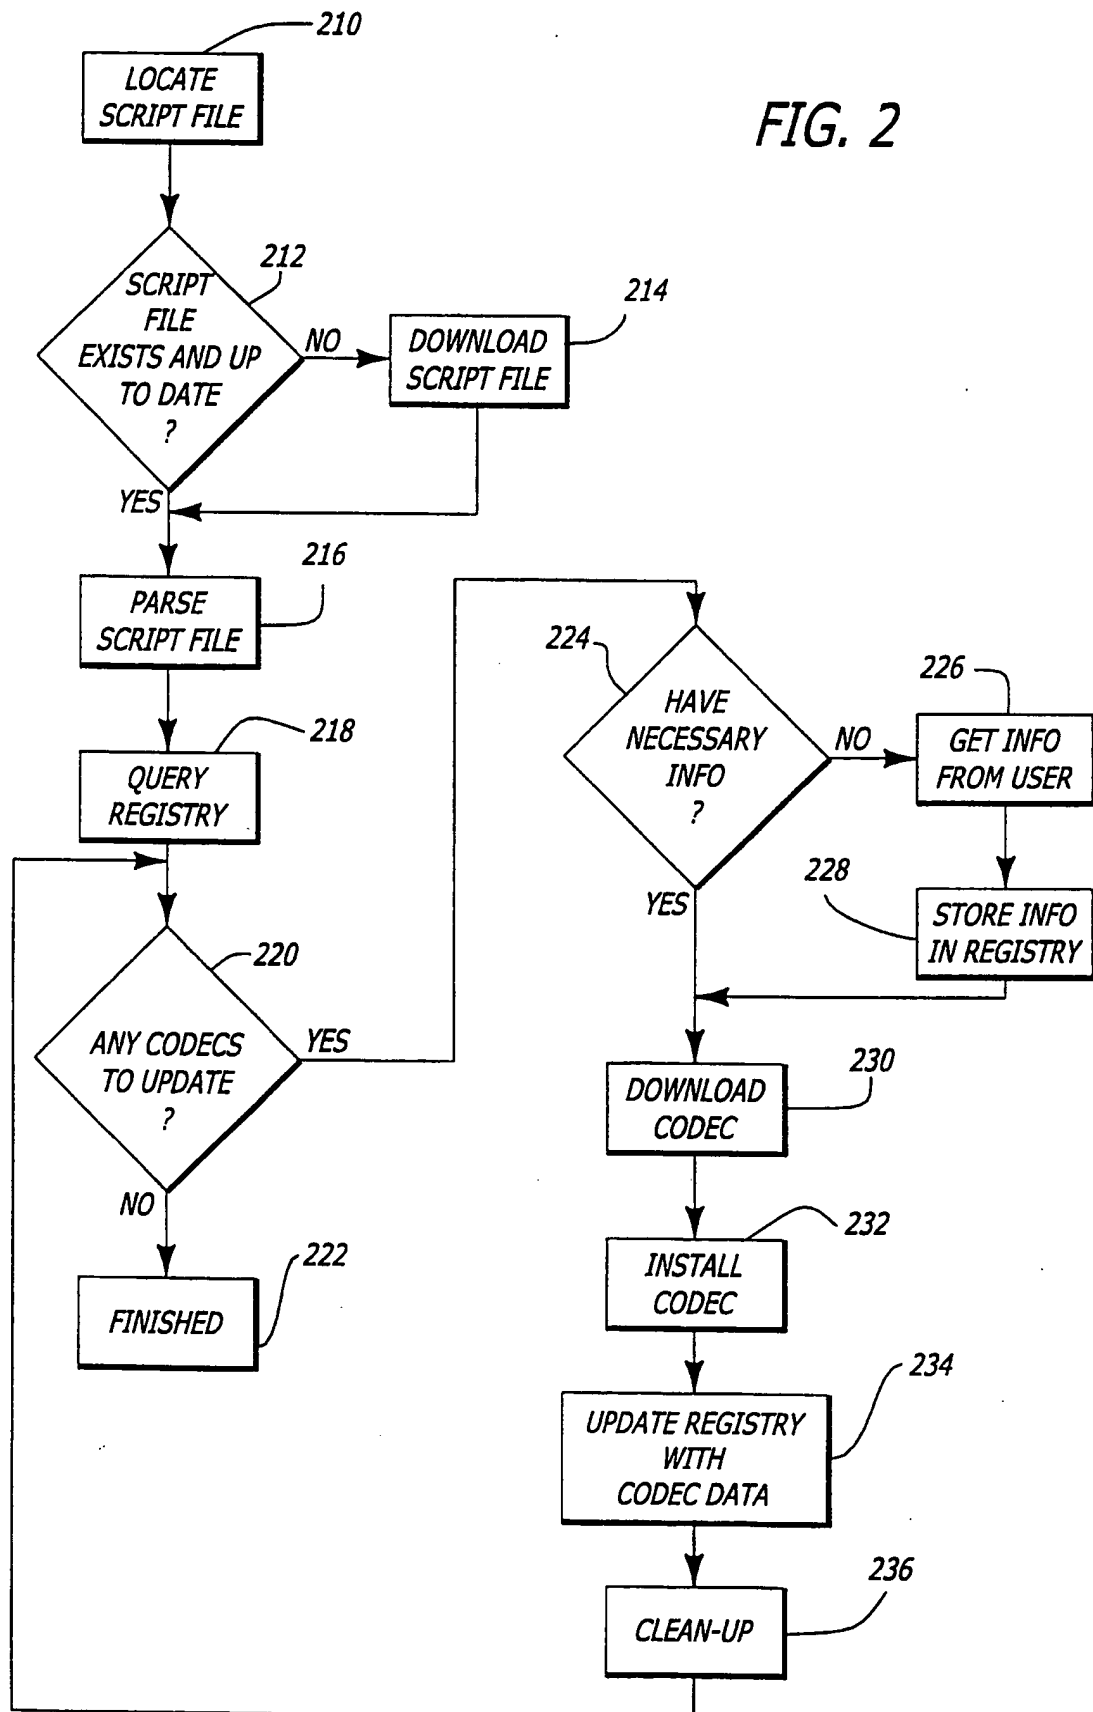 210
LOCATE
SCRIPT FILE
FIG. 2
212
SCRIPT
FILE
EXISTS AND UP
TO DATE
?
NO
214
DOWNLOAD
SCRIPT FILE
YES
216
PARSE
SCRIPT FILE
218
QUERY
REGISTRY
220
ANY CODECS
TO UPDATE
?
YES
NO
222
FINISHED
224
HAVE
NECESSARY
INFO
?
NO
226
GET INFO
FROM USER
228
STORE INFO
IN REGISTRY
YES
230
DOWNLOAD
CODEC
232
INSTALL
CODEC
234
UPDATE REGISTRY
WITH
CODEC DATA
236
CLEAN-UP